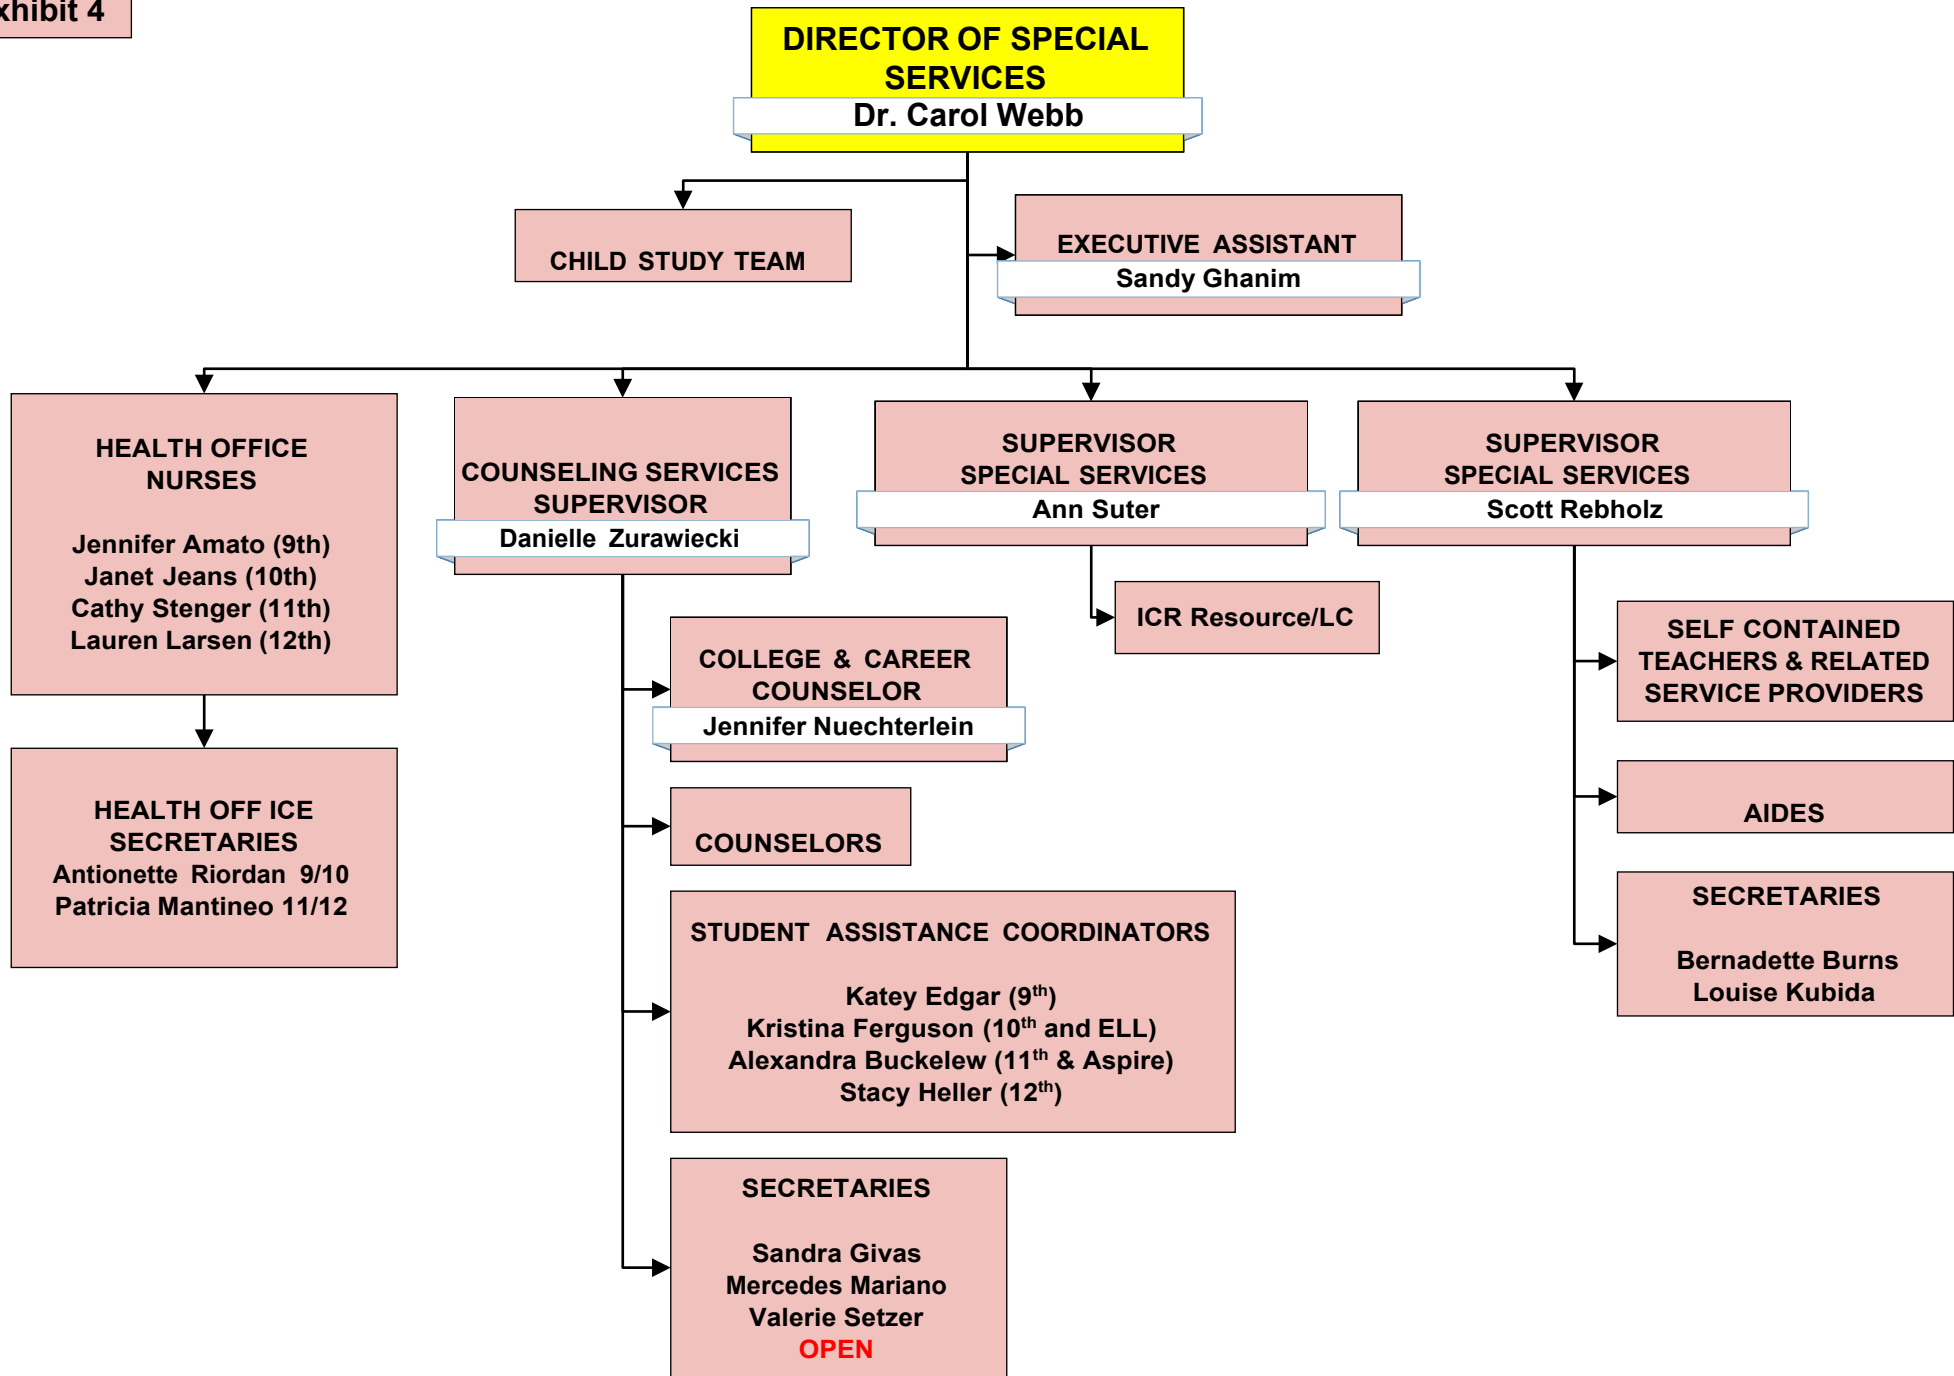 xhibit 4
DIRECTOR OF SPECIAL
SERVICES
Dr. Carol Webb
CHILD STUDY TEAM
EXECUTIVE ASSISTANT
Sandy Ghanim
HEALTH OFFICE
NURSES
Jennifer Amato (9th)
Janet Jeans (10th)
Cathy Stenger (11th)
Lauren Larsen (12th)
HEALTH OFF ICE
SECRETARIES
Antionette Riordan 9/10
Patricia Mantineo 11/12
COUNSELING SERVICES
SUPERVISOR
Danielle Zurawiecki
COLLEGE & CAREER
COUNSELOR
Jennifer Nuechterlein
COUNSELORS
STUDENT ASSISTANCE COORDINATORS
Katey Edgar (9th)
Kristina Ferguson (10th and ELL)
Alexandra Buckelew (11th & Aspire)
Stacy Heller (12th)
SECRETARIES
Sandra Givas
Mercedes Mariano
Valerie Setzer
OPEN
SUPERVISOR
SPECIAL SERVICES
Ann Suter
ICR Resource/LC
SUPERVISOR
SPECIAL SERVICES
Scott Rebholz
SELF CONTAINED
TEACHERS & RELATED
SERVICE PROVIDERS
AIDES
SECRETARIES
Bernadette Burns
Louise Kubida